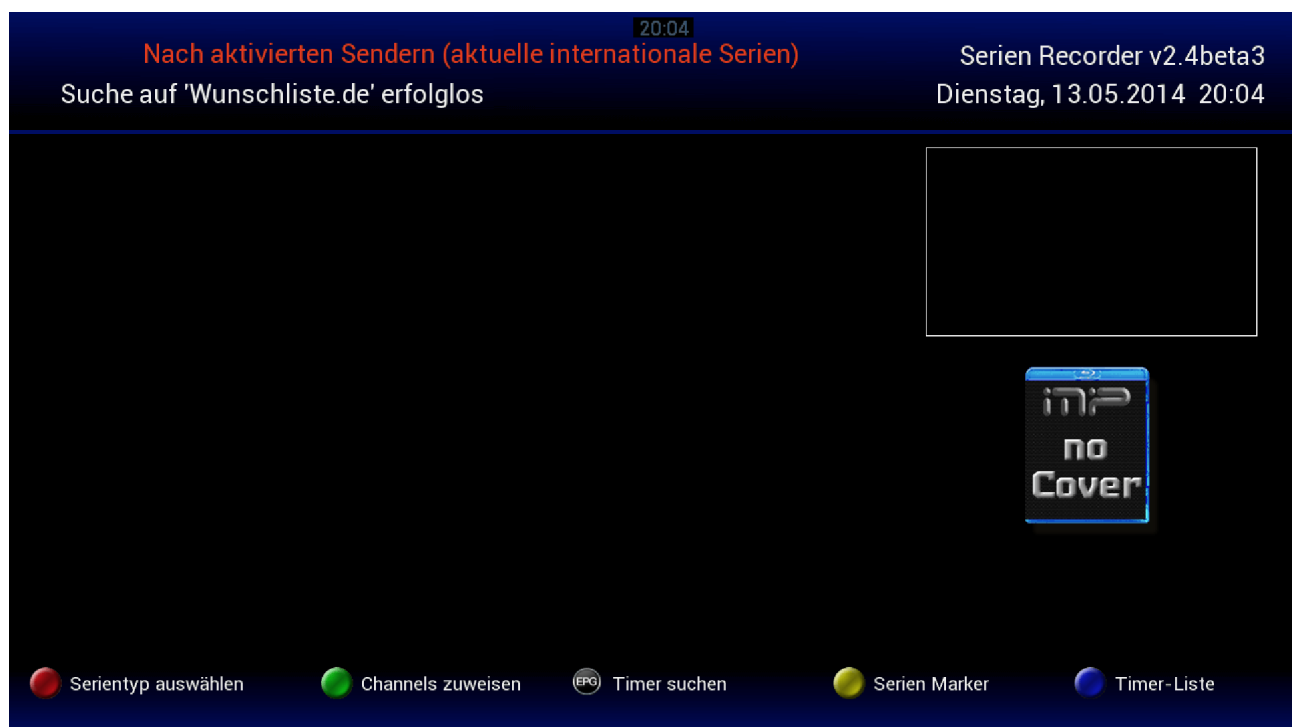 20:04
Nach aktivierten Sendern (aktuelle internationale Serien)
Serien Recorder v2.4beta3
Suche auf 'Wunschliste.de' erfolglos
Dienstag, 13.05.2014 20:04
mp
no
Cover
Serientyp auswählen
Channels zuweisen
EPG Timer suchen
Serien Marker
Timer-Liste